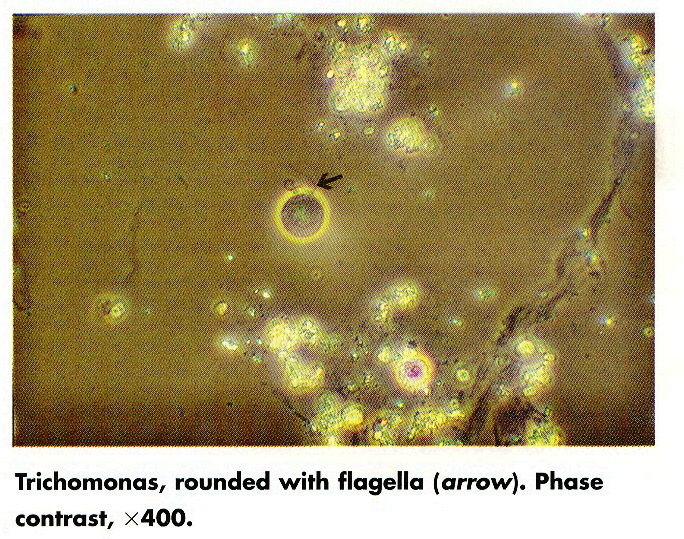 Trichomonas, rounded with flagella (arrow). Phase
contrast, ×400.